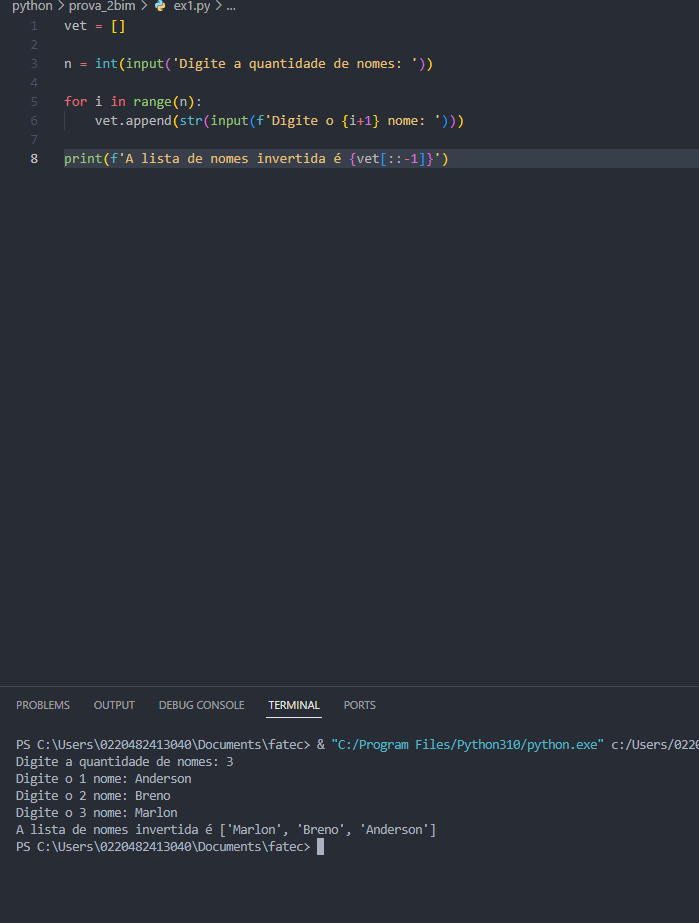 python > prova_2bim > ex1.py > ...
1 vet = []
2
3 n = int(input('Digite a quantidade de nomes: '))
4
5 for i in range(n):
6 vet.append(str(input(f'Digite o {i+1} nome: ')))
7
8 print(f'A lista de nomes invertida é {vet[::-1]}')
PROBLEMS OUTPUT DEBUG CONSOLE TERMINAL PORTS
PS C:\Users\0220482413040\Documents\fatec> & "C:/Program Files/Python310/python.exe" c:/Users/0220
Digite a quantidade de nomes: 3
Digite o 1 nome: Anderson
Digite o 2 nome: Breno
Digite o 3 nome: Marlon
A lista de nomes invertida é ['Marlon', 'Breno', 'Anderson']
PS C:\Users\0220482413040\Documents\fatec>